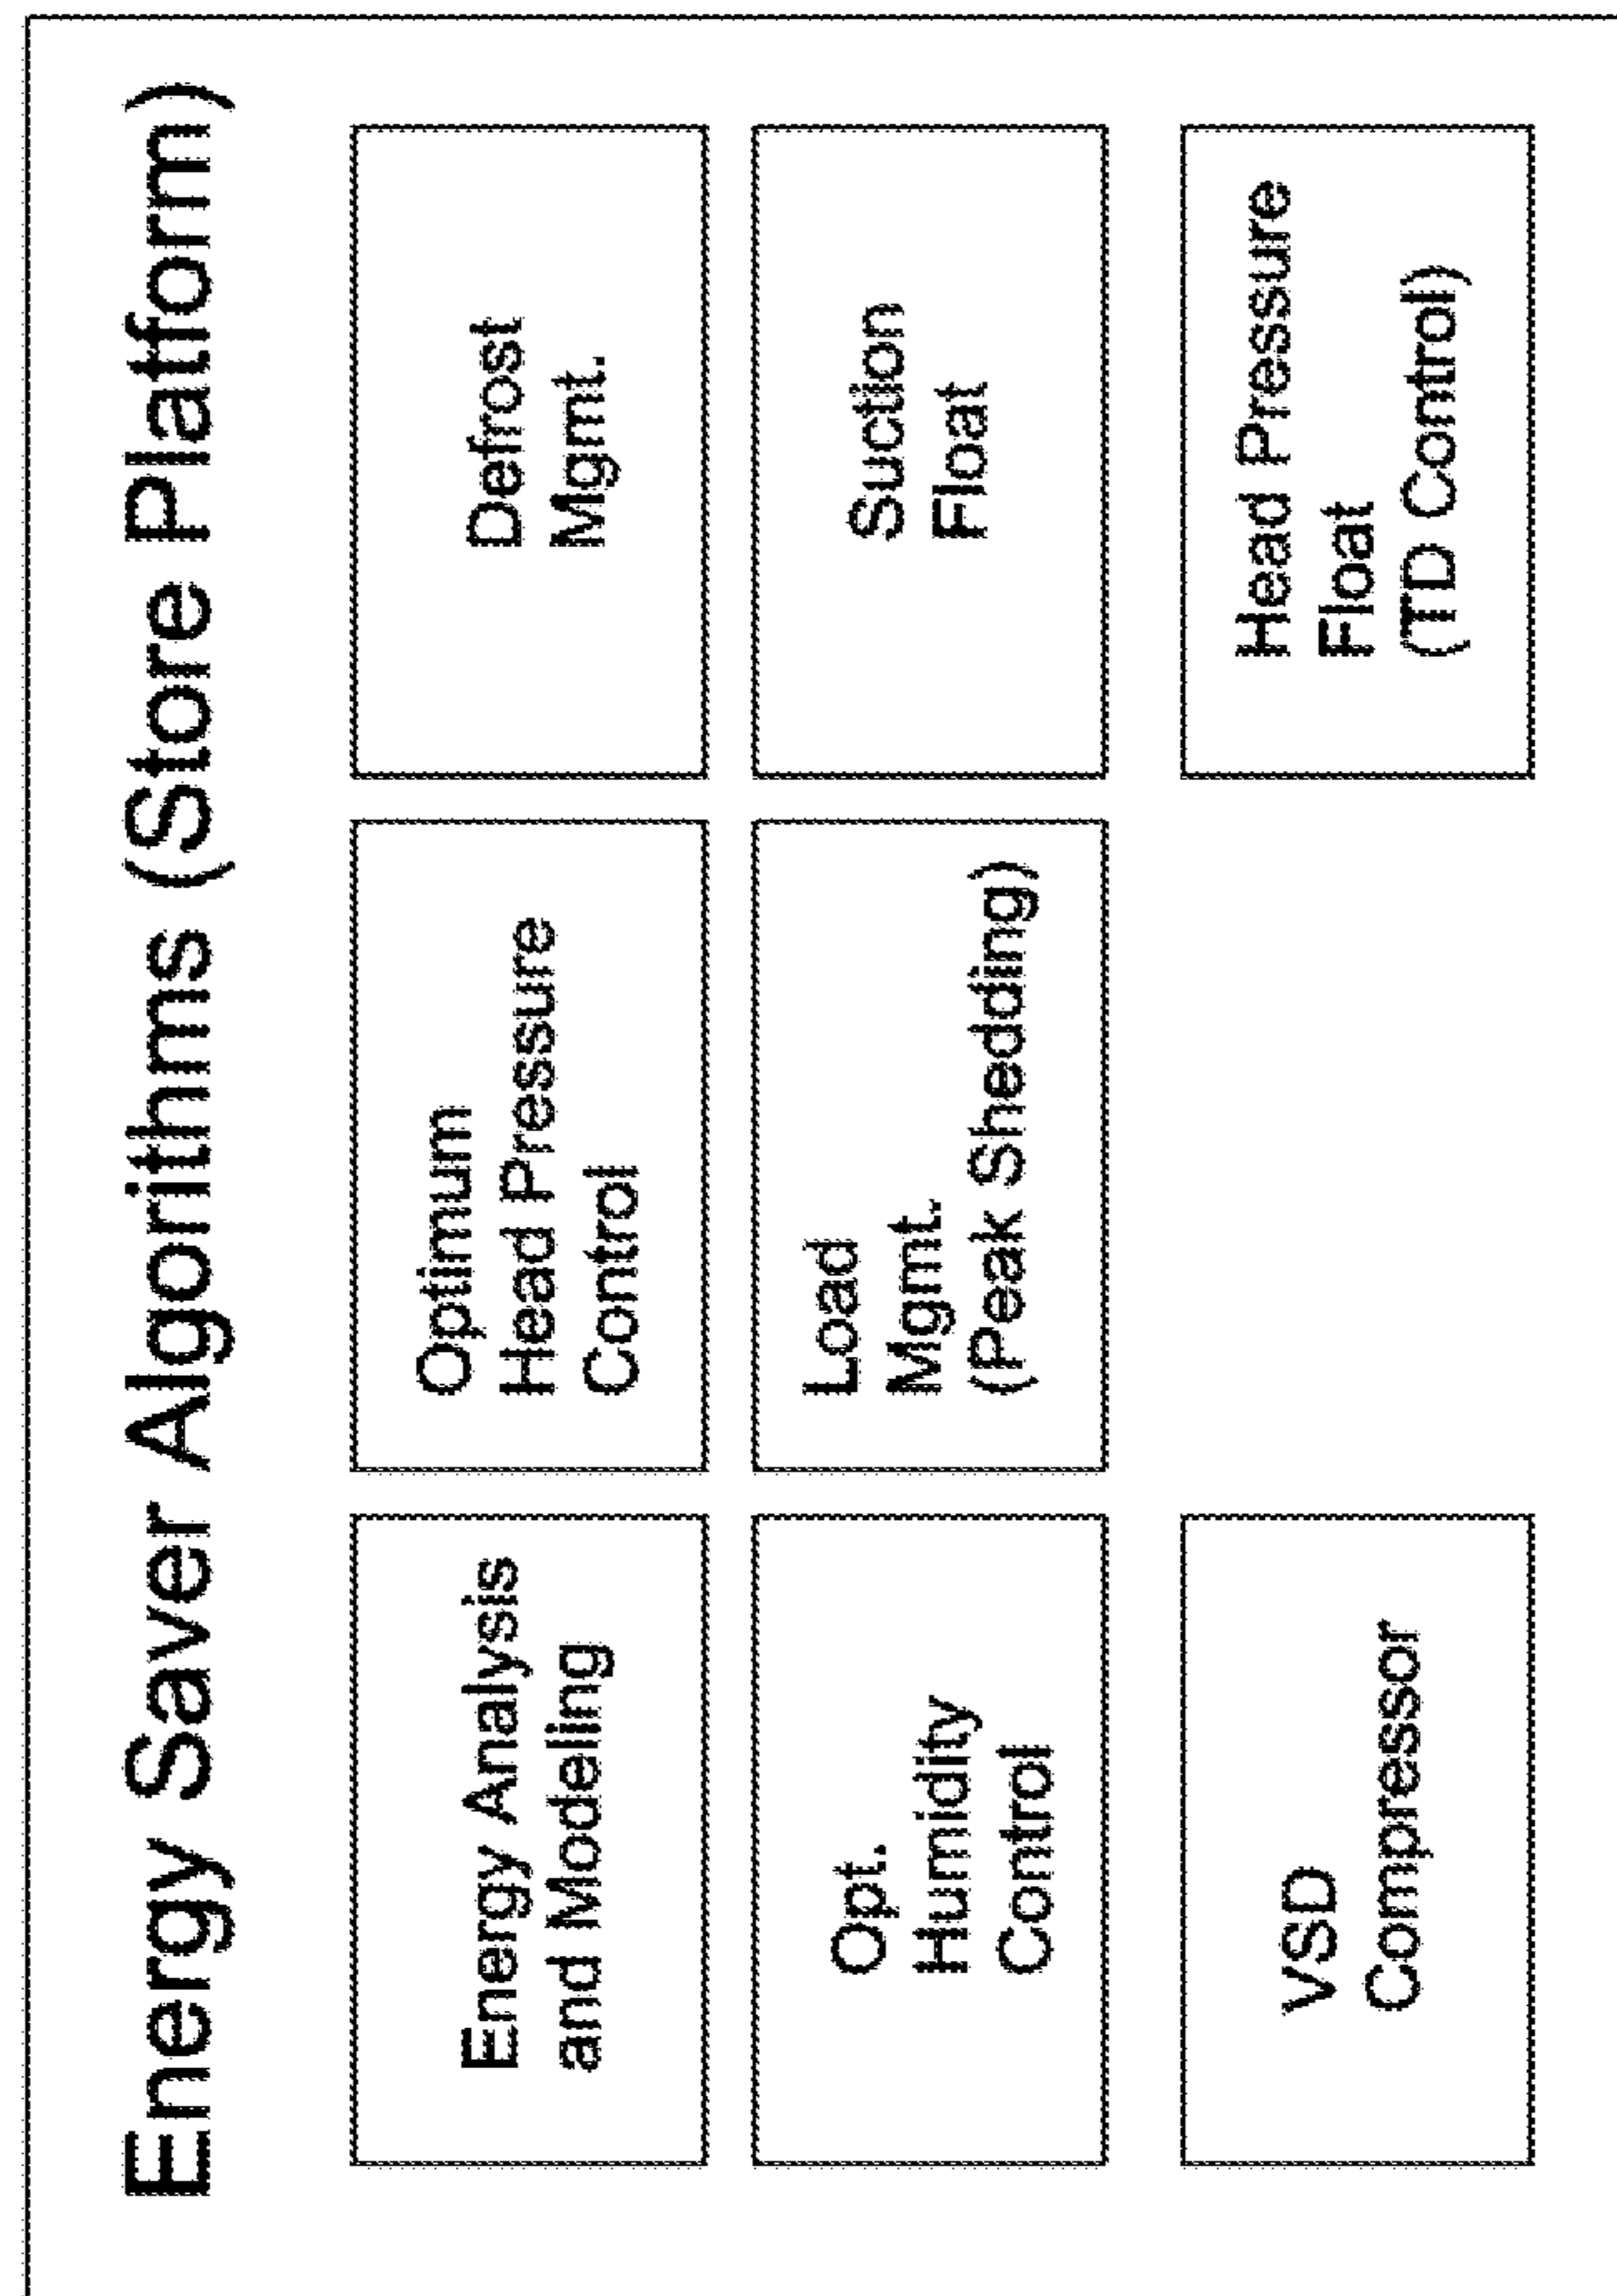 Energy Saver Algorithms (Store Platform)
Energy Analysis
and Modeling
Optimum
Head Pressure
Control
Defrost
Mgmt.
Opt.
Humidity
Control
Load
Mgmt.
(Peak Shedding)
Suction
Float
VSD
Compressor
Head Pressure
Float
(TD Control)